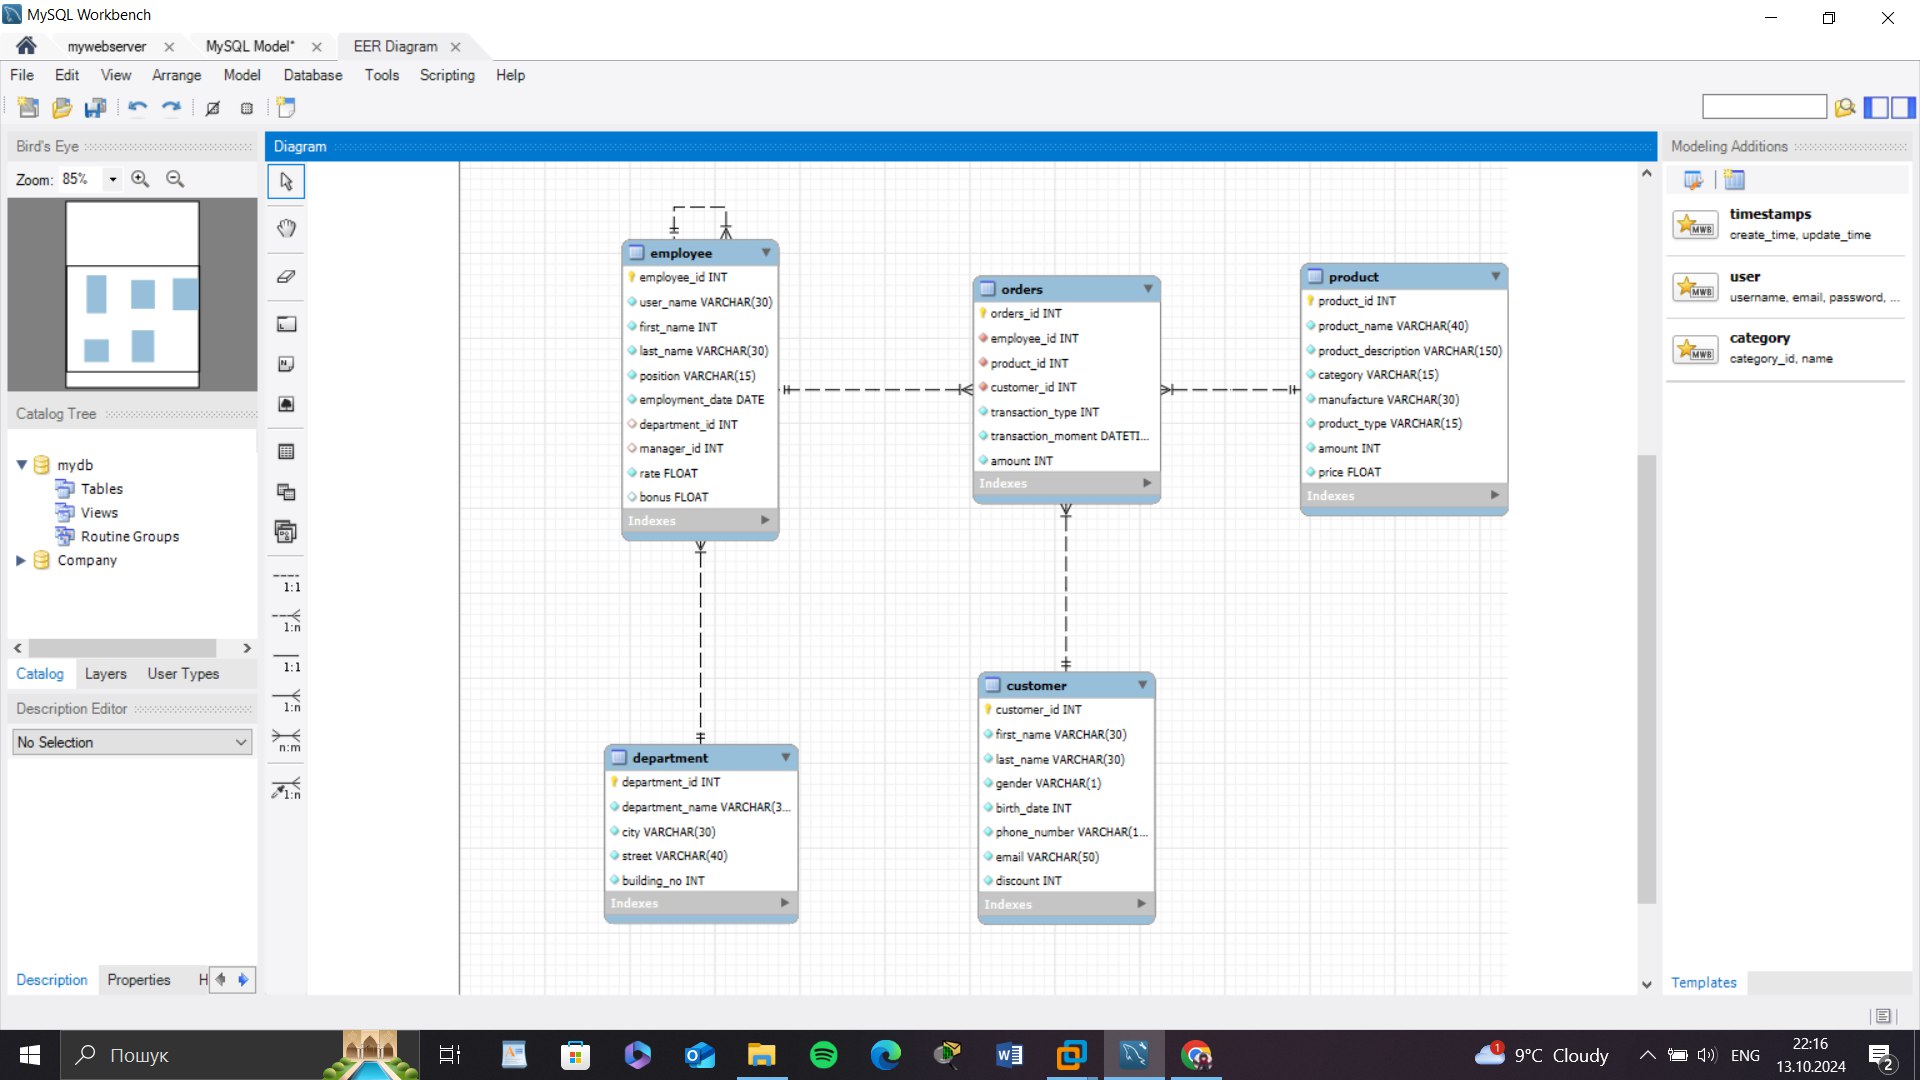 MySQL Workbench
mywebserver
MySQL Model*
EER Diagram
File Edit View Arrange Model Database Tools Scripting Help
Bird's Eye
Zoom: 85%
Catalog Tree
mydb
Tables
Views
Routine Groups
Company
Catalog Layers User Types
Description Editor
No Selection
Description Properties H
Diagram
1:1
1:n
1:1
1:n
n:m
1:n
employee
employee_id INT
user_name VARCHAR(30)
first_name INT
last_name VARCHAR(30)
position VARCHAR(15)
employment_date DATE
department_id INT
manager_id INT
rate FLOAT
bonus FLOAT
Indexes
orders
orders_id INT
employee_id INT
product_id INT
customer_id INT
transaction_type INT
transaction_moment DATETI...
amount INT
Indexes
product
product_id INT
product_name VARCHAR(40)
product_description VARCHAR(150)
category VARCHAR(15)
manufacture VARCHAR(30)
product_type VARCHAR(15)
amount INT
price FLOAT
Indexes
department
department_id INT
department_name VARCHAR(3...
city VARCHAR(30)
street VARCHAR(40)
building_no INT
Indexes
customer
customer_id INT
first_name VARCHAR(30)
last_name VARCHAR(30)
gender VARCHAR(1)
birth_date INT
phone_number VARCHAR(1...
email VARCHAR(50)
discount INT
Indexes
Modeling Additions
MWB
timestamps
create_time, update_time
MWB
user
username, email, password, ...
MWB
category
category_id, name
Templates
Пошук
1
9°C Cloudy
ENG
22:16
13.10.2024
2